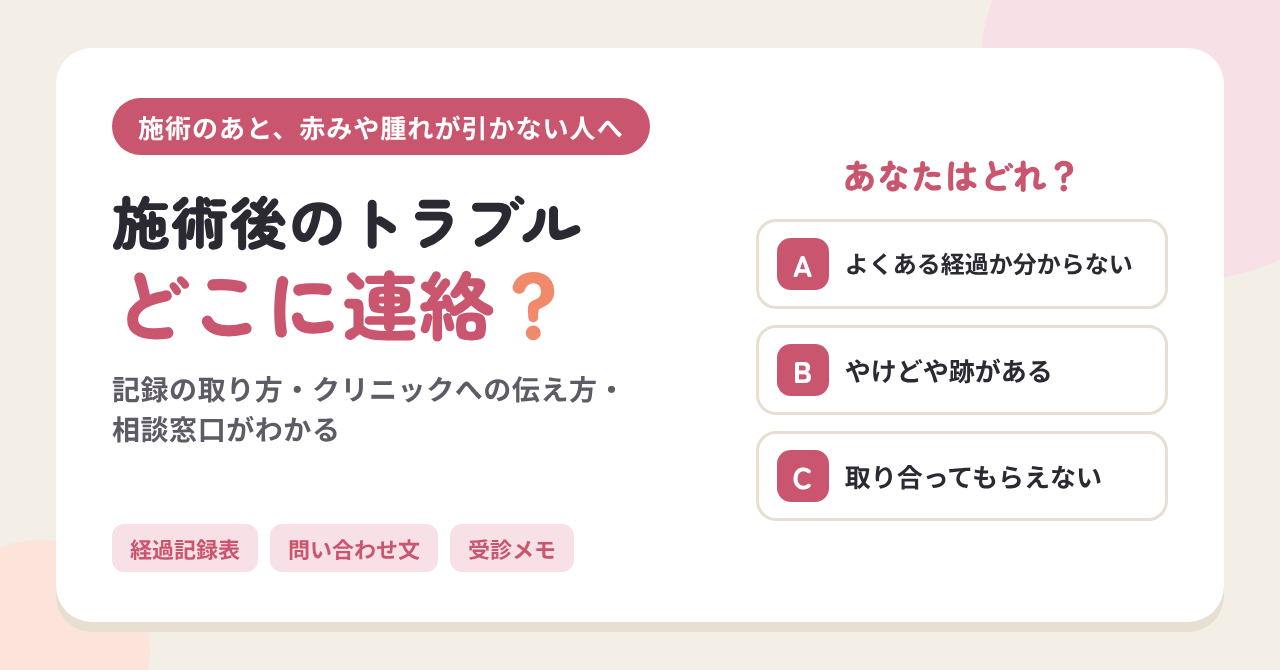 施術のあと、赤みや腫れが引かない人へ
施術後のトラブル
どこに連絡？
記録の取り方・クリニックへの伝え方・
相談窓口がわかる
経過記録表
問い合わせ文
受診メモ
あなたはどれ？
A よくある経過か分からない
B やけどや跡がある
C 取り合ってもらえない